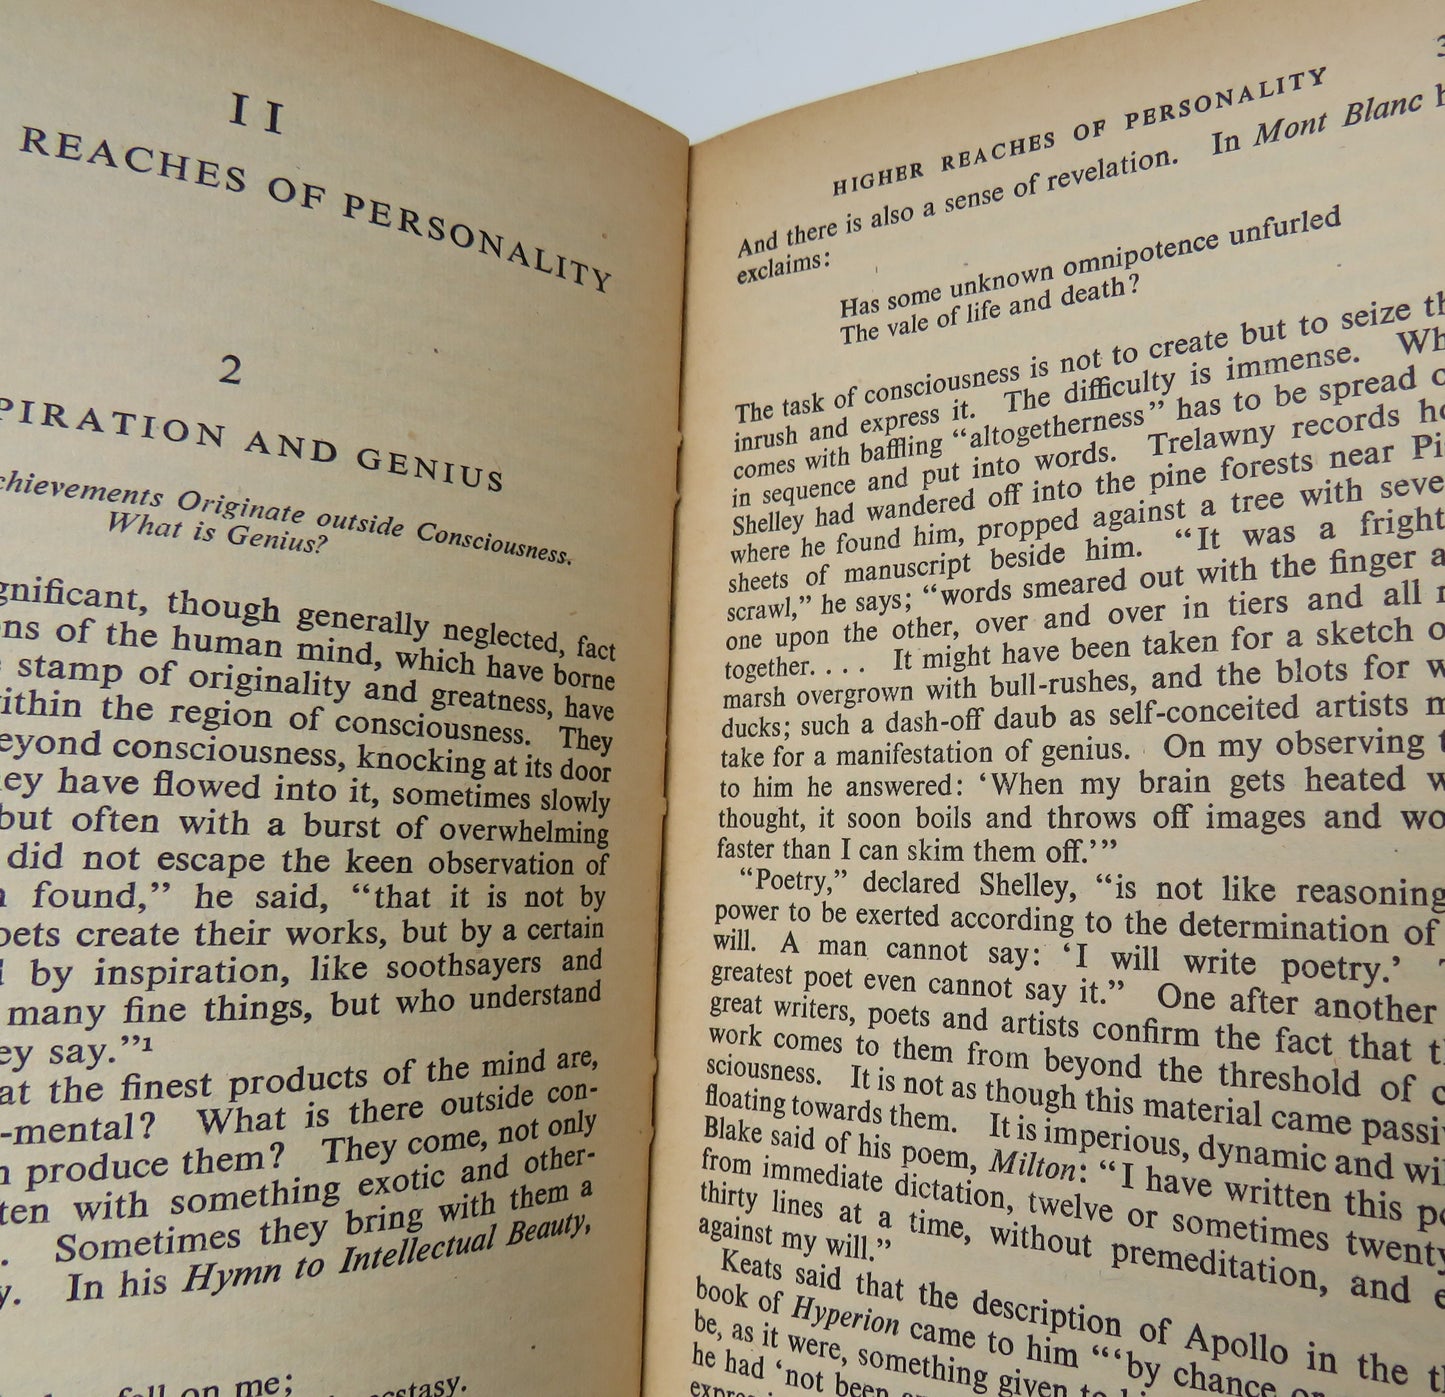 II
REACHES OF PERSONALITY
2
PIRATION AND GENIUS
chievements Originate outside Consciousness.
What is Genius?
gnificant, though generally neglected, fact
ons of the human mind, which have borne
stamp of originality and greatness, have
ithin the region of consciousness. They
eyond consciousness, knocking at its door
ey have flowed into it, sometimes slowly
but often with a burst of overwhelming
did not escape the keen observation of
found," he said, "that it is not by
oets create their works, but by a certain
by inspiration, like soothsayers and
many fine things, but who understand
ey say."1
at the finest products of the mind are,
-mental? What is there outside con-
n produce them? They come, not only
ten with something exotic and other-
. Sometimes they bring with them a
y. In his Hymn to Intellectual Beauty,
fell on me;
ecstasy.
HIGHER REACHES OF PERSONALITY
And there is also a sense of revelation. In Mont Blanc h
exclaims:
Has some unknown omnipotence unfurled
The vale of life and death?
The task of consciousness is not to create but to seize th
inrush and express it. The difficulty is immense. Wh
comes with baffling "altogetherness" has to be spread o
in sequence and put into words. Trelawny records ho
Shelley had wandered off into the pine forests near Pi
where he found him, propped against a tree with seve
sheets of manuscript beside him. "It was a fright
scrawl," he says; "words smeared out with the finger a
one upon the other, over and over in tiers and all r
together. . . . It might have been taken for a sketch o
marsh overgrown with bull-rushes, and the blots for w
ducks; such a dash-off daub as self-conceited artists m
take for a manifestation of genius. On my observing t
to him he answered: 'When my brain gets heated w
thought, it soon boils and throws off images and wo
faster than I can skim them off.'"
"Poetry," declared Shelley, "is not like reasoning
power to be exerted according to the determination of
will. A man cannot say: 'I will write poetry.' T
greatest poet even cannot say it." One after another
great writers, poets and artists confirm the fact that th
work comes to them from beyond the threshold of c
sciousness. It is not as though this material came passiv
floating towards them. It is imperious, dynamic and wil
Blake said of his poem, Milton: "I have written this po
from immediate dictation, twelve or sometimes twenty
thirty lines at a time, without premeditation, and e
against my will."
Keats said that the description of Apollo in the th
book of Hyperion came to him "'by chance or
be, as it were, something given to hi
he had 'not been